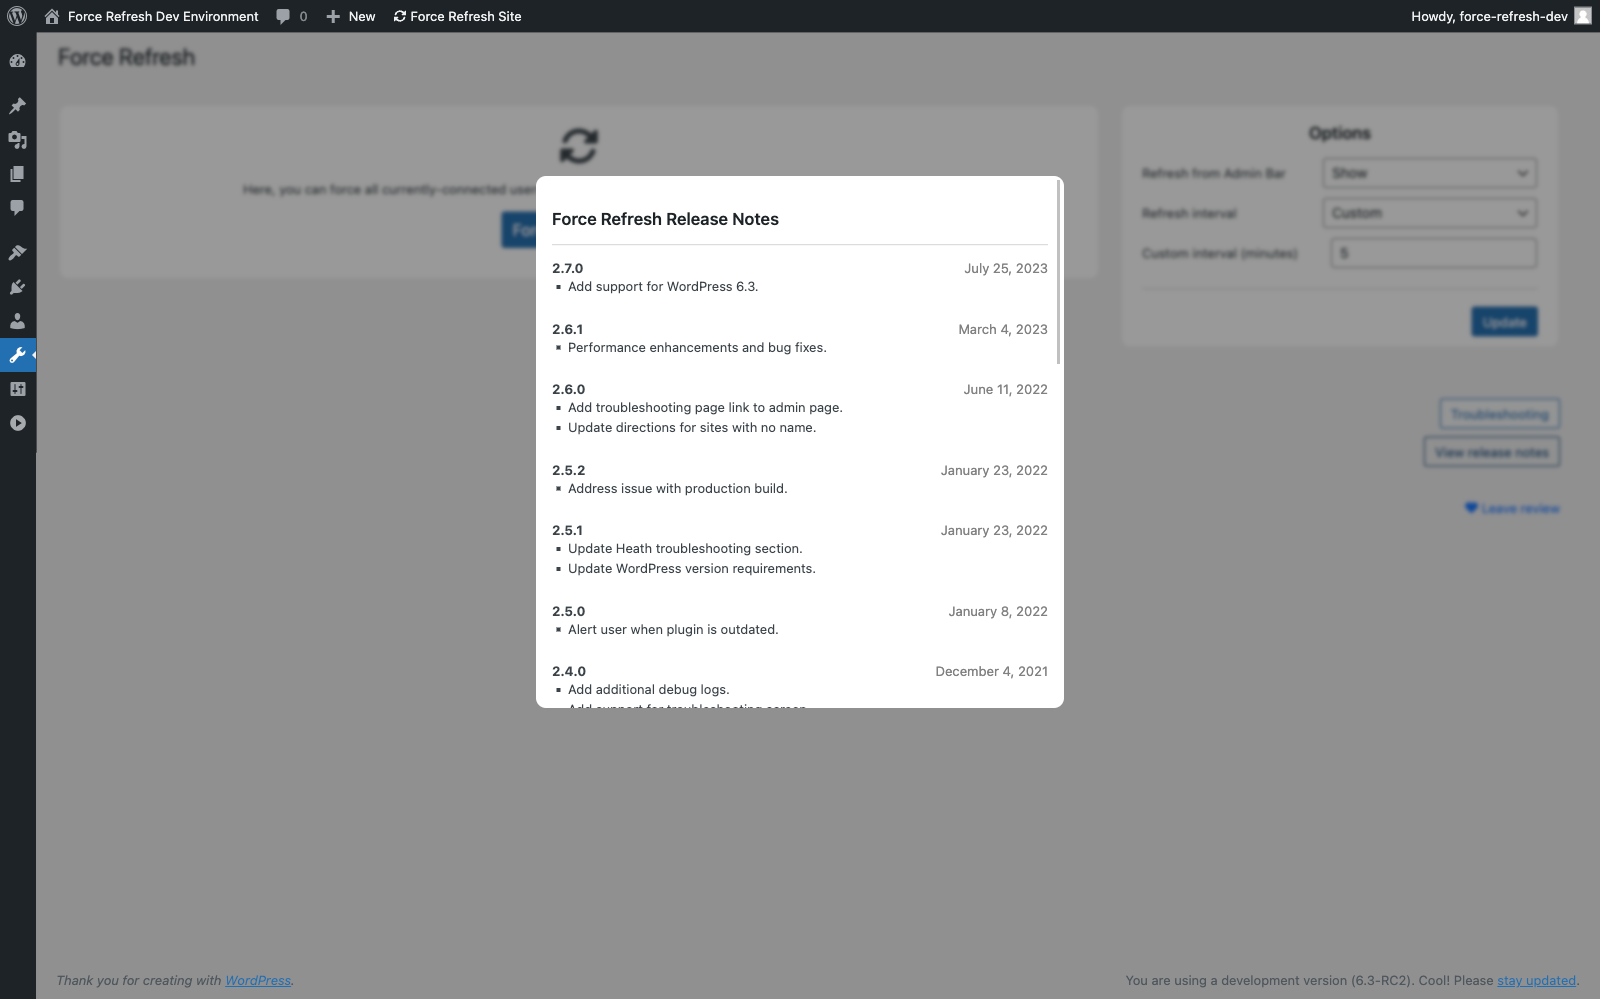 Force Refresh Dev Environment 0 New Force Refresh Site Howdy, force-refresh-dev
Force Refresh
Here, you can force all currently-connected
Options
Refresh from Admin Bar Show
Refresh interval Custom
Custom interval (minutes) 5
Update
Troubleshooting
View release notes
Leave review
Force Refresh Release Notes
2.7.0 July 25, 2023
▪ Add support for WordPress 6.3.
2.6.1 March 4, 2023
▪ Performance enhancements and bug fixes.
2.6.0 June 11, 2022
▪ Add troubleshooting page link to admin page.
▪ Update directions for sites with no name.
2.5.2 January 23, 2022
▪ Address issue with production build.
2.5.1 January 23, 2022
▪ Update Heath troubleshooting section.
▪ Update WordPress version requirements.
2.5.0 January 8, 2022
▪ Alert user when plugin is outdated.
2.4.0 December 4, 2021
▪ Add additional debug logs.
Add support for troubleshooting screen
Thank you for creating with WordPress.
You are using a development version (6.3-RC2). Cool! Please stay updated.